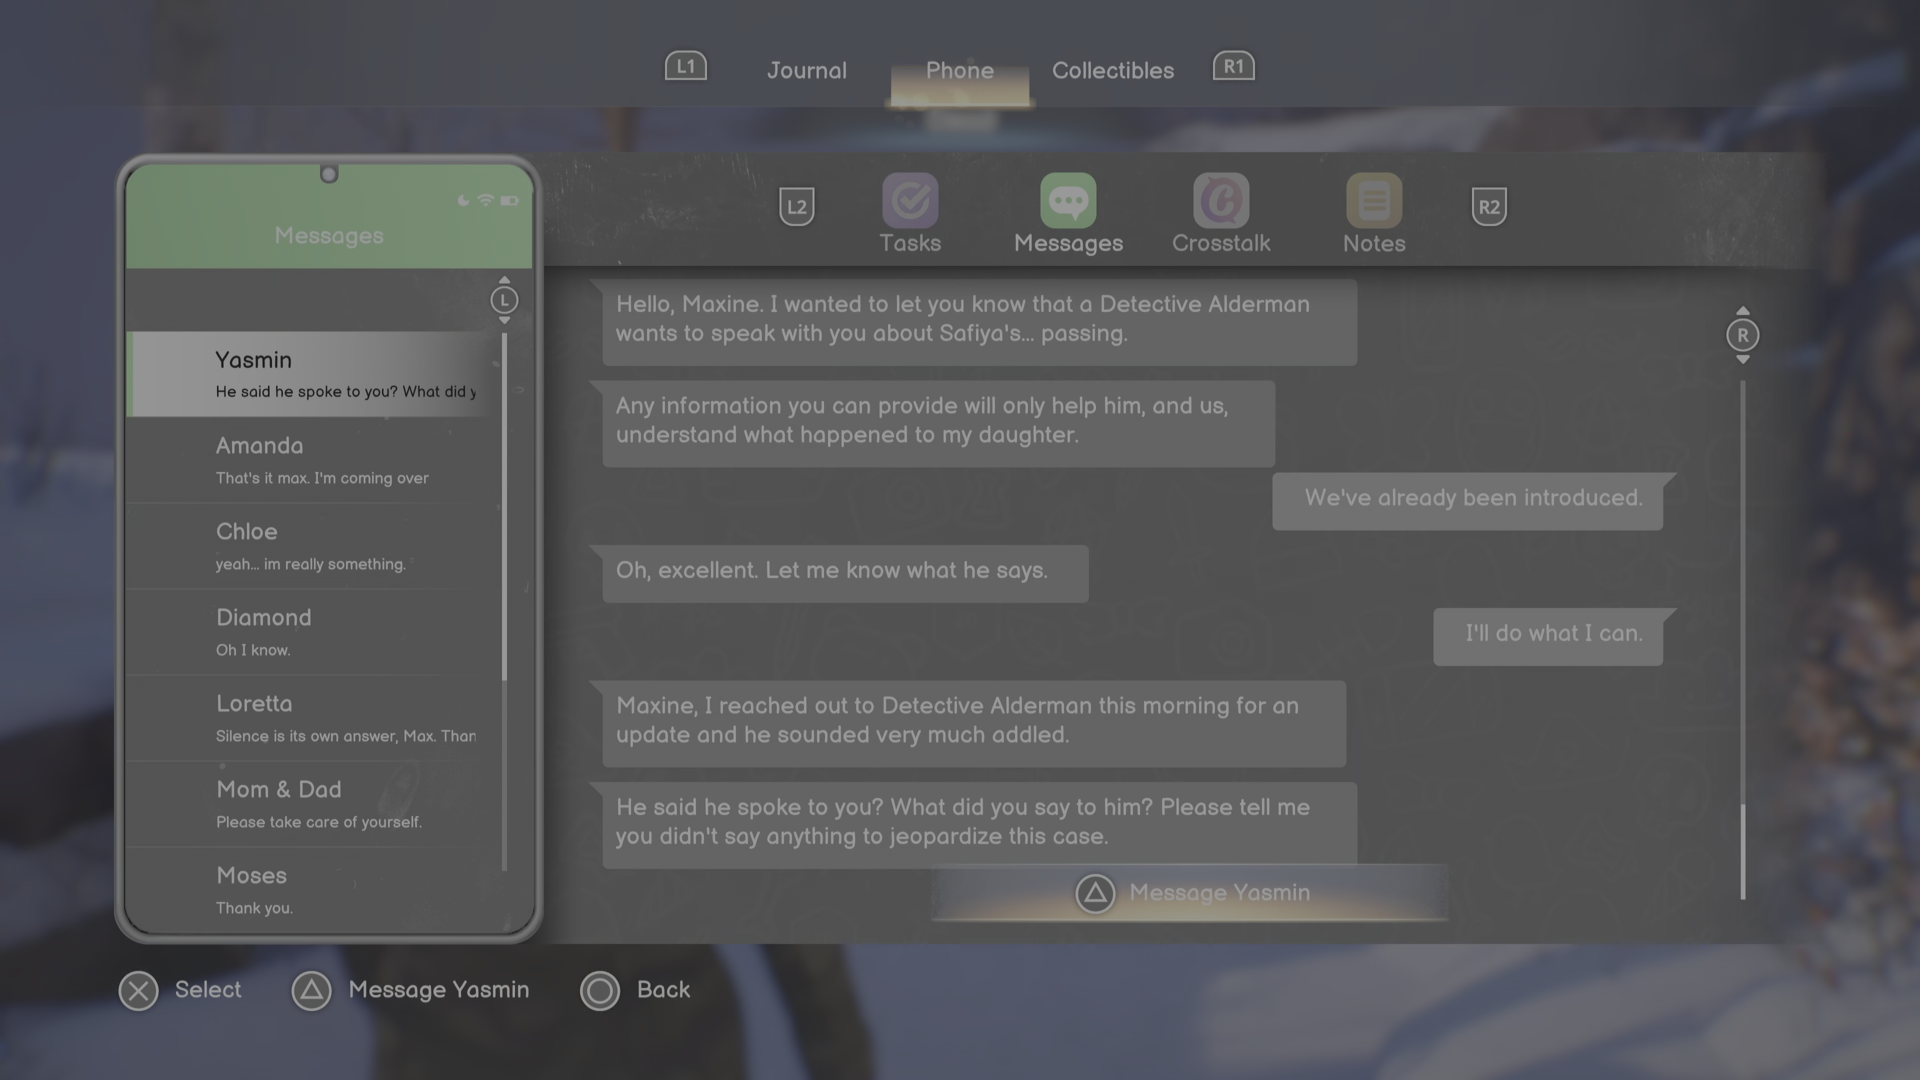 L1
Journal
Phone
Collectibles
R1
Messages
L
Yasmin
He said he spoke to you? What did y
Amanda
That's it max. I'm coming over
Chloe
yeah... im really something.
Diamond
Oh I know.
Loretta
Silence is its own answer, Max. Than
Mom & Dad
Please take care of yourself.
Moses
Thank you.
L2
Tasks
Messages
Crosstalk
Notes
R2
Hello, Maxine. I wanted to let you know that a Detective Alderman
wants to speak with you about Safiya's... passing.
Any information you can provide will only help him, and us,
understand what happened to my daughter.
We've already been introduced.
Oh, excellent. Let me know what he says.
I'll do what I can.
Maxine, I reached out to Detective Alderman this morning for an
update and he sounded very much addled.
He said he spoke to you? What did you say to him? Please tell me
you didn't say anything to jeopardize this case.
R
Message Yasmin
Select
Message Yasmin
Back